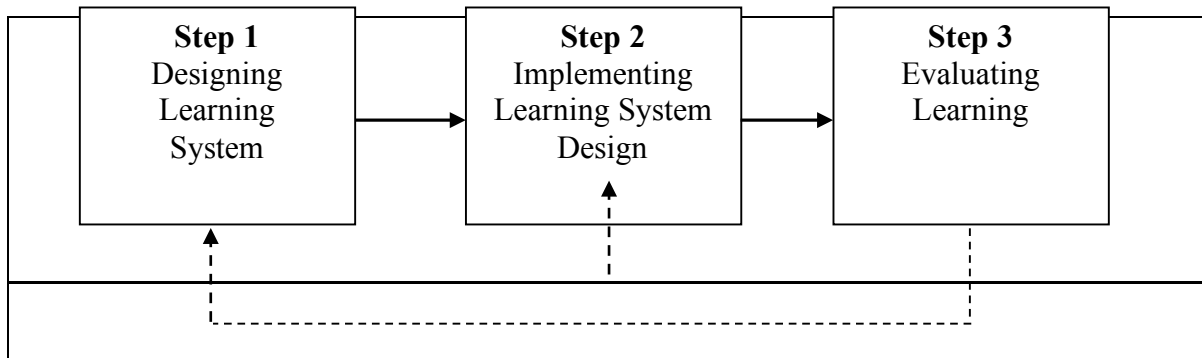 Step 1
Designing
Learning
System
Step 2
Implementing
Learning System
Design
Step 3
Evaluating
Learning